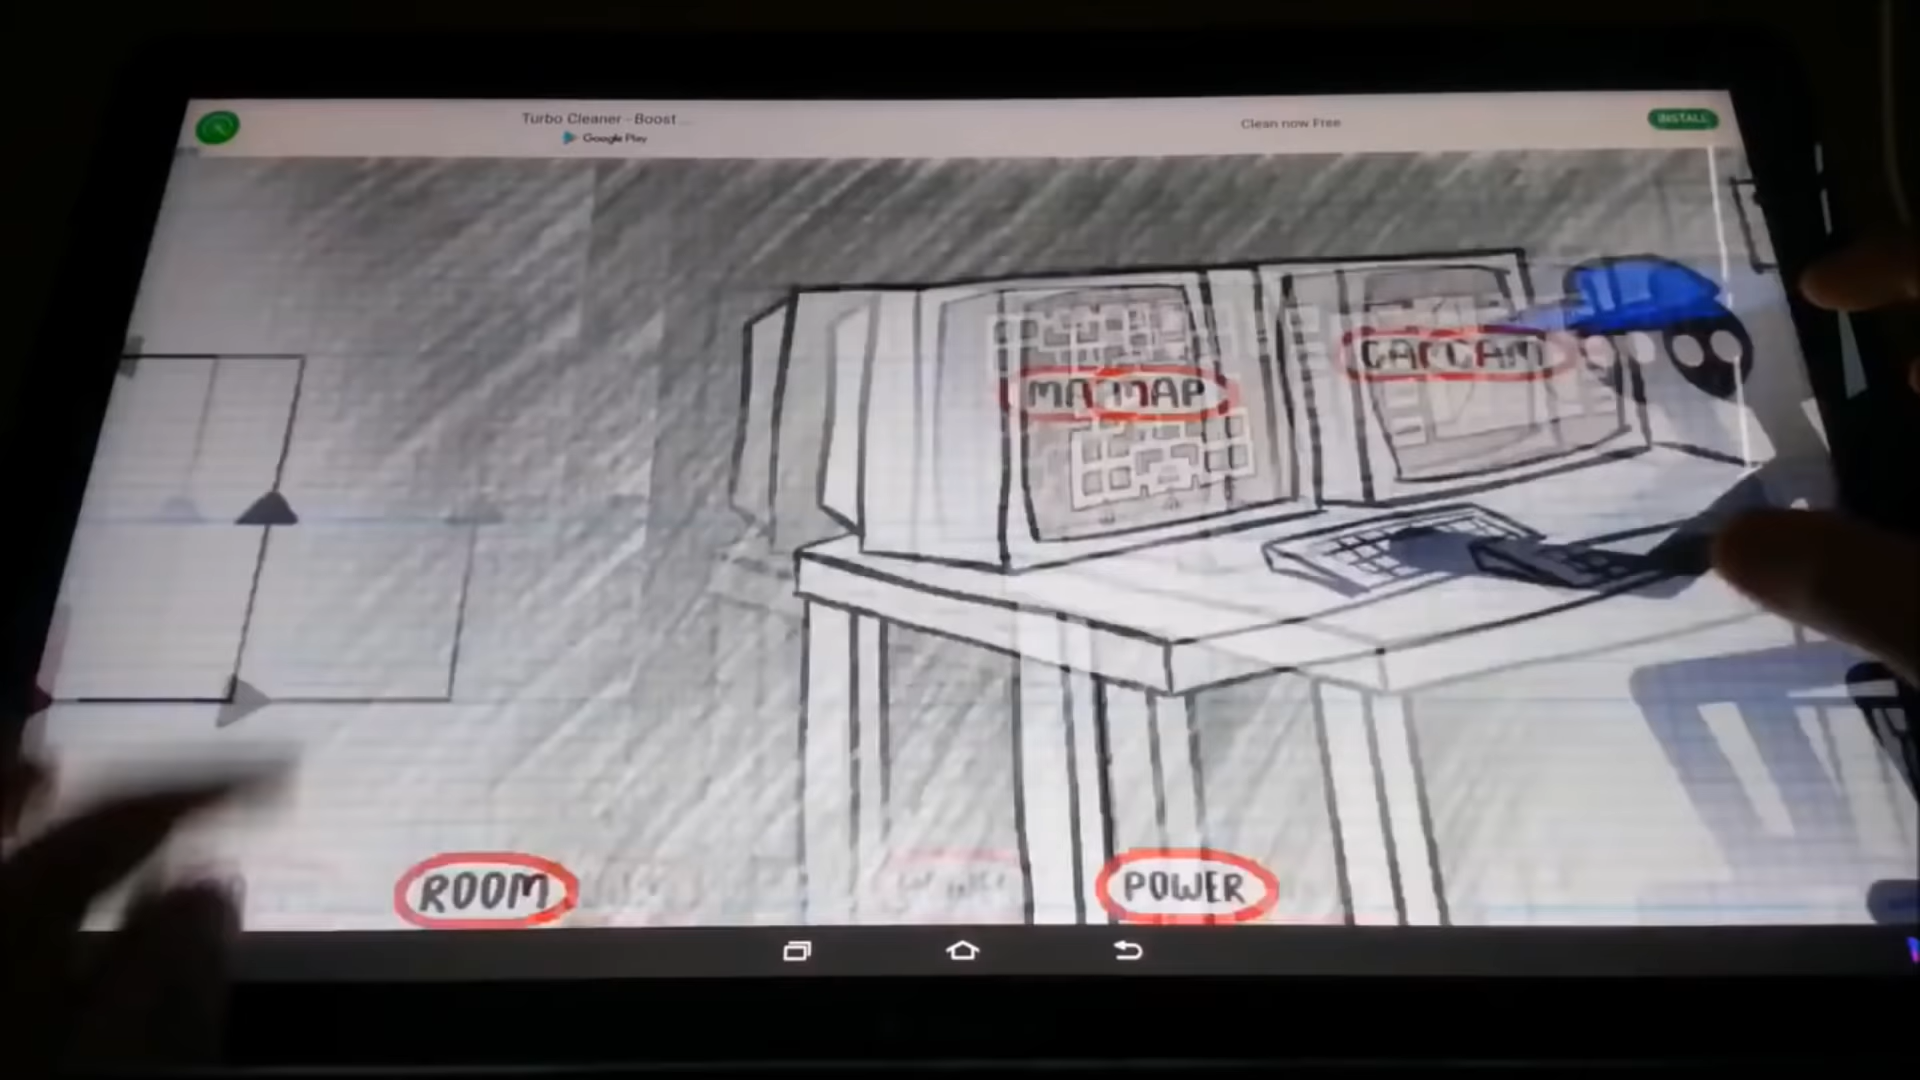 Turbo Cleaner - Boost ...
Google Play
Clean now Free
INSTALL
MAP
CAM
ROOM
POWER